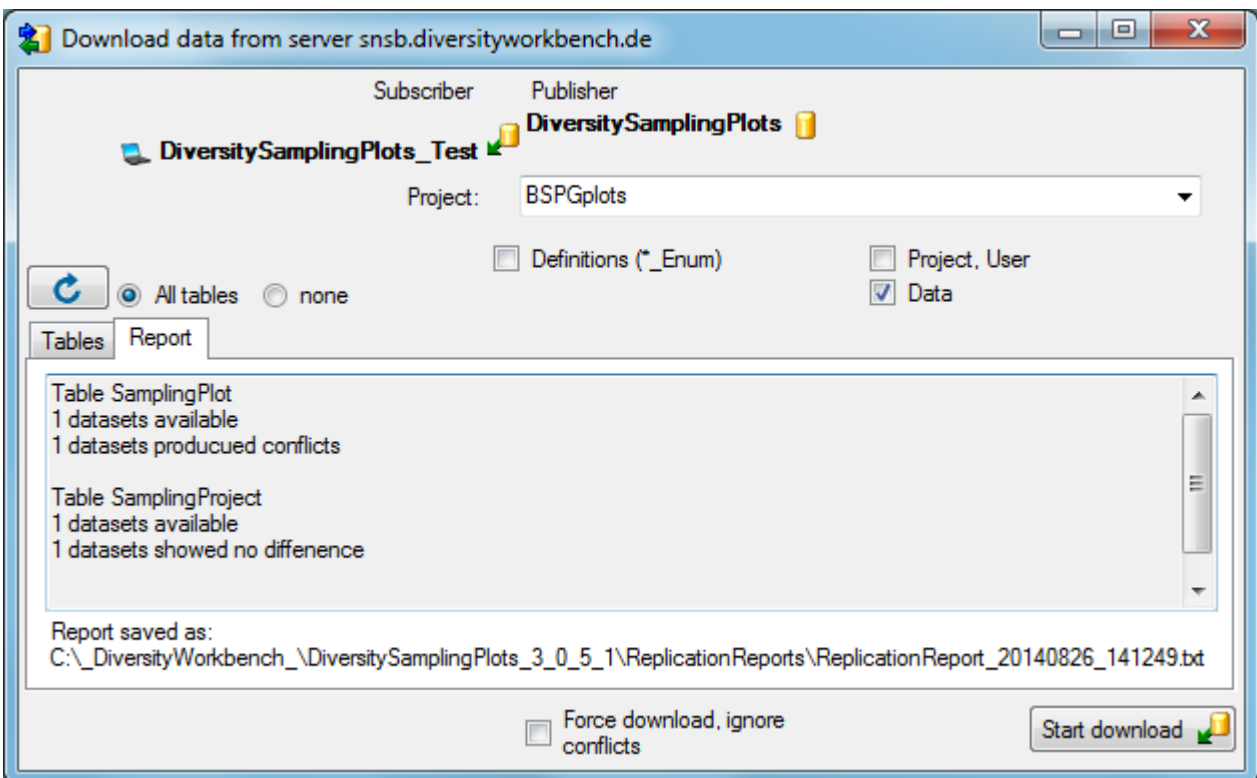 Download data from server snsb.diversityworkbench.de
Subscriber Publisher
DiversitySamplingPlots_Test DiversitySamplingPlots
Project: BSPGplots
Definitions (*_Enum) Project, User
All tables none Data
Tables Report
Table SamplingPlot
1 datasets available
1 datasets producued conflicts
Table SamplingProject
1 datasets available
1 datasets showed no diffenence
Report saved as:
C:\_DiversityWorkbench_\DiversitySamplingPlots_3_0_5_1\ReplicationReports\ReplicationReport_20140826_141249.txt
Force download, ignore
conflicts
Start download